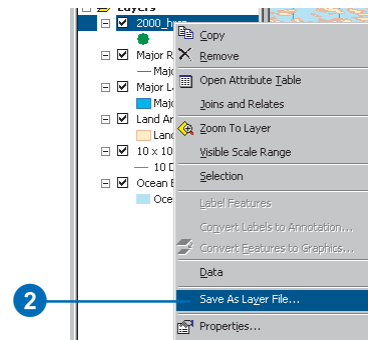 Layers
2000_h
Major R
Majo
Major L
Majo
Land Ar
Land
10 x 10
10 D
Ocean B
Oce
Copy
Remove
Open Attribute Table
Joins and Relates
Zoom To Layer
Visible Scale Range
Selection
Label Features
Convert Labels to Annotation...
Convert Features to Graphics...
Data
Save As Layer File...
Properties...
2